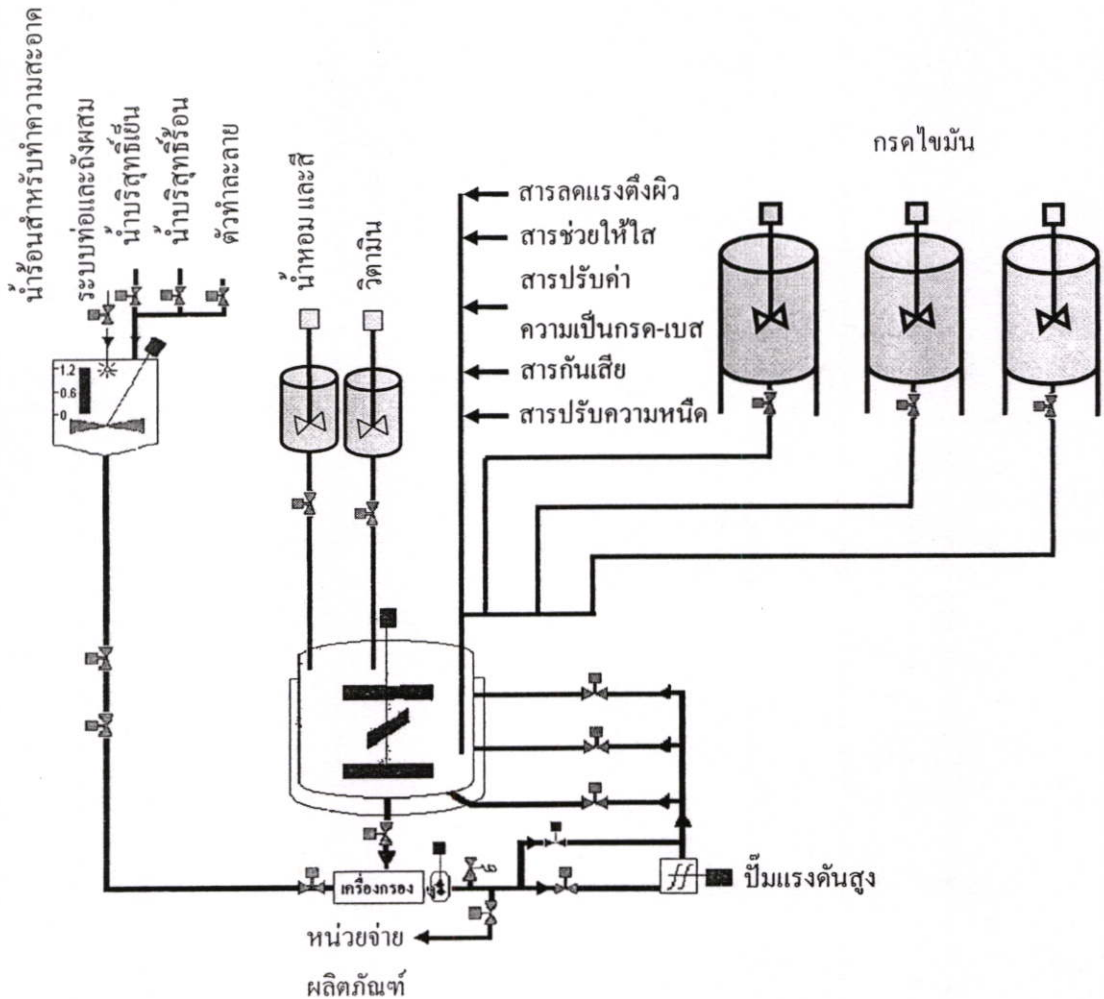 น้ำร้อนสำหรับทำความสะอาด
ระบบท่อและถังผสม
น้ำบริสุทธิ์เย็น
น้ำบริสุทธิ์ร้อน
ตัวทำละลาย
น้ำหอม และสี
วิตามิน
สารลดแรงตึงผิว
สารช่วยให้ใส
สารปรับค่า
ความเป็นกรด-เบส
สารกันเสีย
สารปรับความหนืด
กรดไขมัน
1.2
0.6
0
เครื่องกรอง
ปั๊มแรงดันสูง
หน่วยจ่าย
ผลิตภัณฑ์